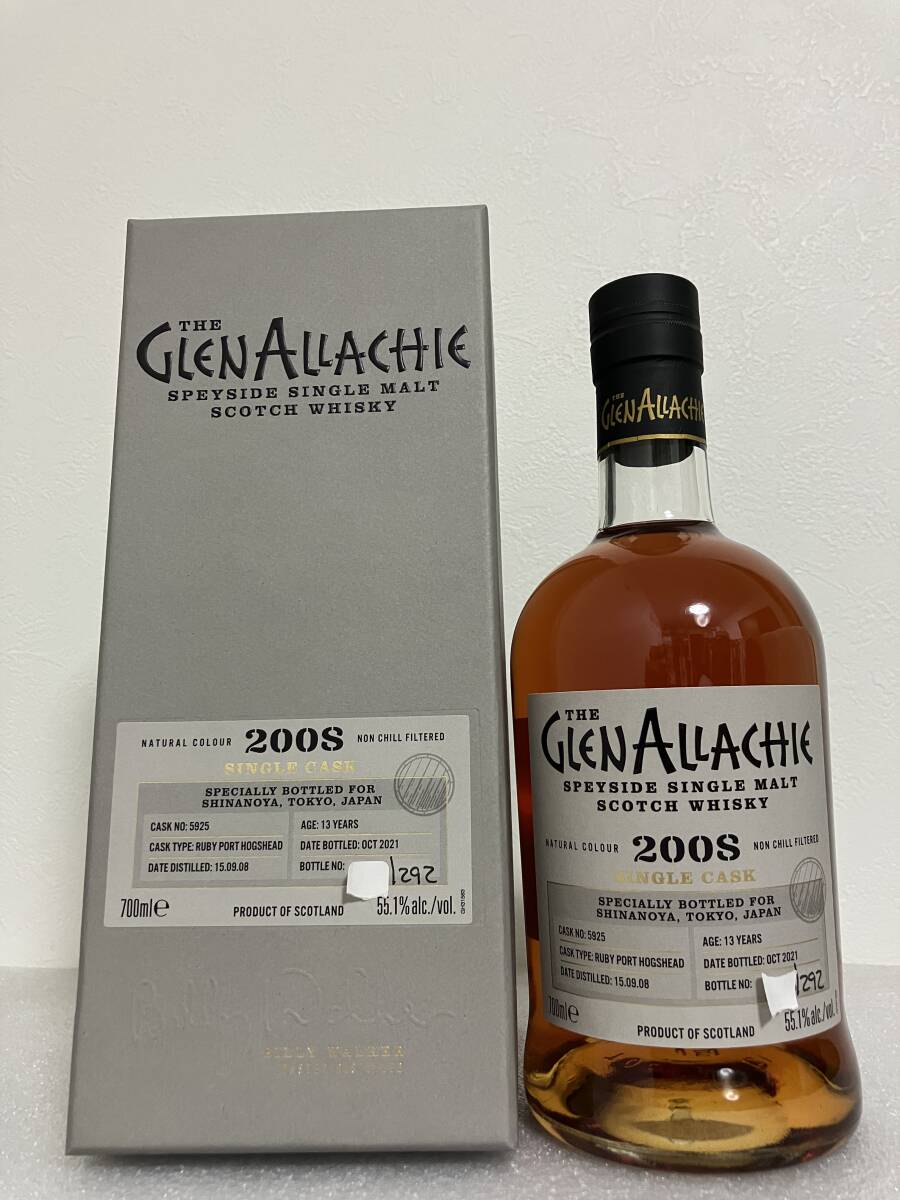 THE
GLENALLACHIE
SPEYSIDE SINGLE MALT
SCOTCH WHISKY
NATURAL COLOUR 2008 NON CHILL FILTERED
SINGLE CASK
SPECIALLY BOTTLED FOR
SHINANOYA, TOKYO, JAPAN
CASK NO: 5925 AGE: 13 YEARS
CASK TYPE: RUBY PORT HOGSHEAD DATE BOTTLED: OCT 2021
DATE DISTILLED: 15.09.08 BOTTLE NO: /292
700ml℮ PRODUCT OF SCOTLAND 55.1% alc./vol.
BILLY WALKER
THE
GLENALLACHIE
THE
GLENALLACHIE
SPEYSIDE SINGLE MALT
SCOTCH WHISKY
NATURAL COLOUR 2008 NON CHILL FILTERED
SINGLE CASK
SPECIALLY BOTTLED FOR
SHINANOYA, TOKYO, JAPAN
CASK NO: 5925 AGE: 13 YEARS
CASK TYPE: RUBY PORT HOGSHEAD DATE BOTTLED: OCT 2021
DATE DISTILLED: 15.09.08 BOTTLE NO: /292
700ml℮ PRODUCT OF SCOTLAND 55.1% alc./vol.